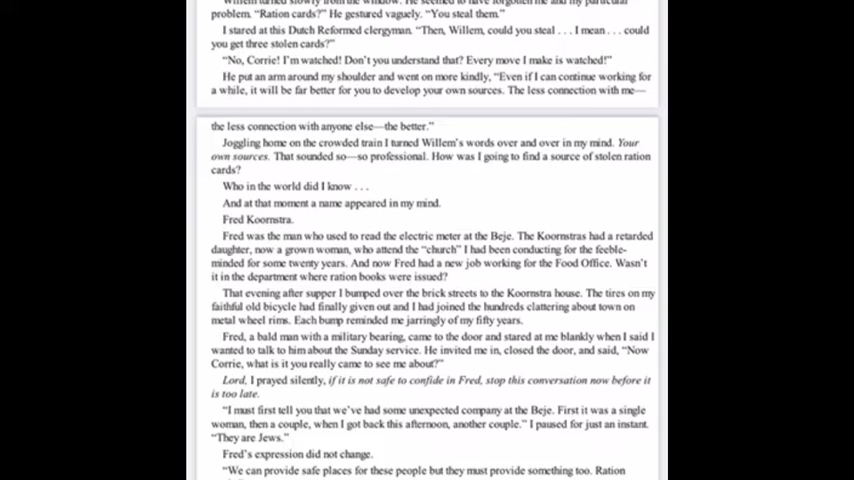 Willem turned slowly from the window. He seemed to have forgotten me and my particular
problem. “Ration cards?” He gestured vaguely. “You steal them.”
I stared at this Dutch Reformed clergyman. “Then, Willem, could you steal . . . I mean . . . could
you get three stolen cards?”
“No, Corrie! I’m watched! Don’t you understand that? Every move I make is watched!”
He put an arm around my shoulder and went on more kindly, “Even if I can continue working for
a while, it will be far better for you to develop your own sources. The less connection with me—
the less connection with anyone else—the better.”
Joggling home on the crowded train I turned Willem’s words over and over in my mind. Your
own sources. That sounded so—so professional. How was I going to find a source of stolen ration
cards?
Who in the world did I know . . .
And at that moment a name appeared in my mind.
Fred Koornstra.
Fred was the man who used to read the electric meter at the Beje. The Koornstras had a retarded
daughter, now a grown woman, who attend the “church” I had been conducting for the feeble-
minded for some twenty years. And now Fred had a new job working for the Food Office. Wasn’t
it in the department where ration books were issued?
That evening after supper I bumped over the brick streets to the Koornstra house. The tires on my
faithful old bicycle had finally given out and I had joined the hundreds clattering about town on
metal wheel rims. Each bump reminded me jarringly of my fifty years.
Fred, a bald man with a military bearing, came to the door and stared at me blankly when I said I
wanted to talk to him about the Sunday service. He invited me in, closed the door, and said, “Now
Corrie, what is it you really came to see me about?”
Lord, I prayed silently, if it is not safe to confide in Fred, stop this conversation now before it
is too late.
“I must first tell you that we’ve had some unexpected company at the Beje. First it was a single
woman, then a couple, when I got back this afternoon, another couple.” I paused for just an instant.
“They are Jews.”
Fred’s expression did not change.
“We can provide safe places for these people but they must provide something too. Ration